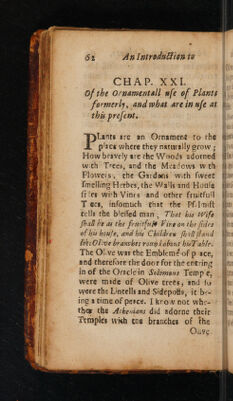 62 An Introduction to
CHAP. XXI.
Of the Ornamentall use of Plants
formerly, and what are in use at
this present.
PLants are an Ornament to the
place where they naturally grow;
How bravely are the Woods adorned
with Trees, and the Meadows with
Flowers, the Gardens with sweet
smelling Herbes, the Walls and House
sides with Vines and other fruitfull
Trees, insomuch that the Psalmist
tells the blessed man, That his Wife
shall be as the fruitfull Vine on the sides
of his house, and his Children shall stand
like Olive branches round about his Table.
The Olive was the Embleme of peace,
and therefore the door for the entring
in of the Oracle in Solomons Temple,
were made of Olive trees, and so
were the Lintells and Sideposts, it be-
ing a time of peace. I know not whe-
ther the Athenians did adorne their
Temples with the branches of the
Olive